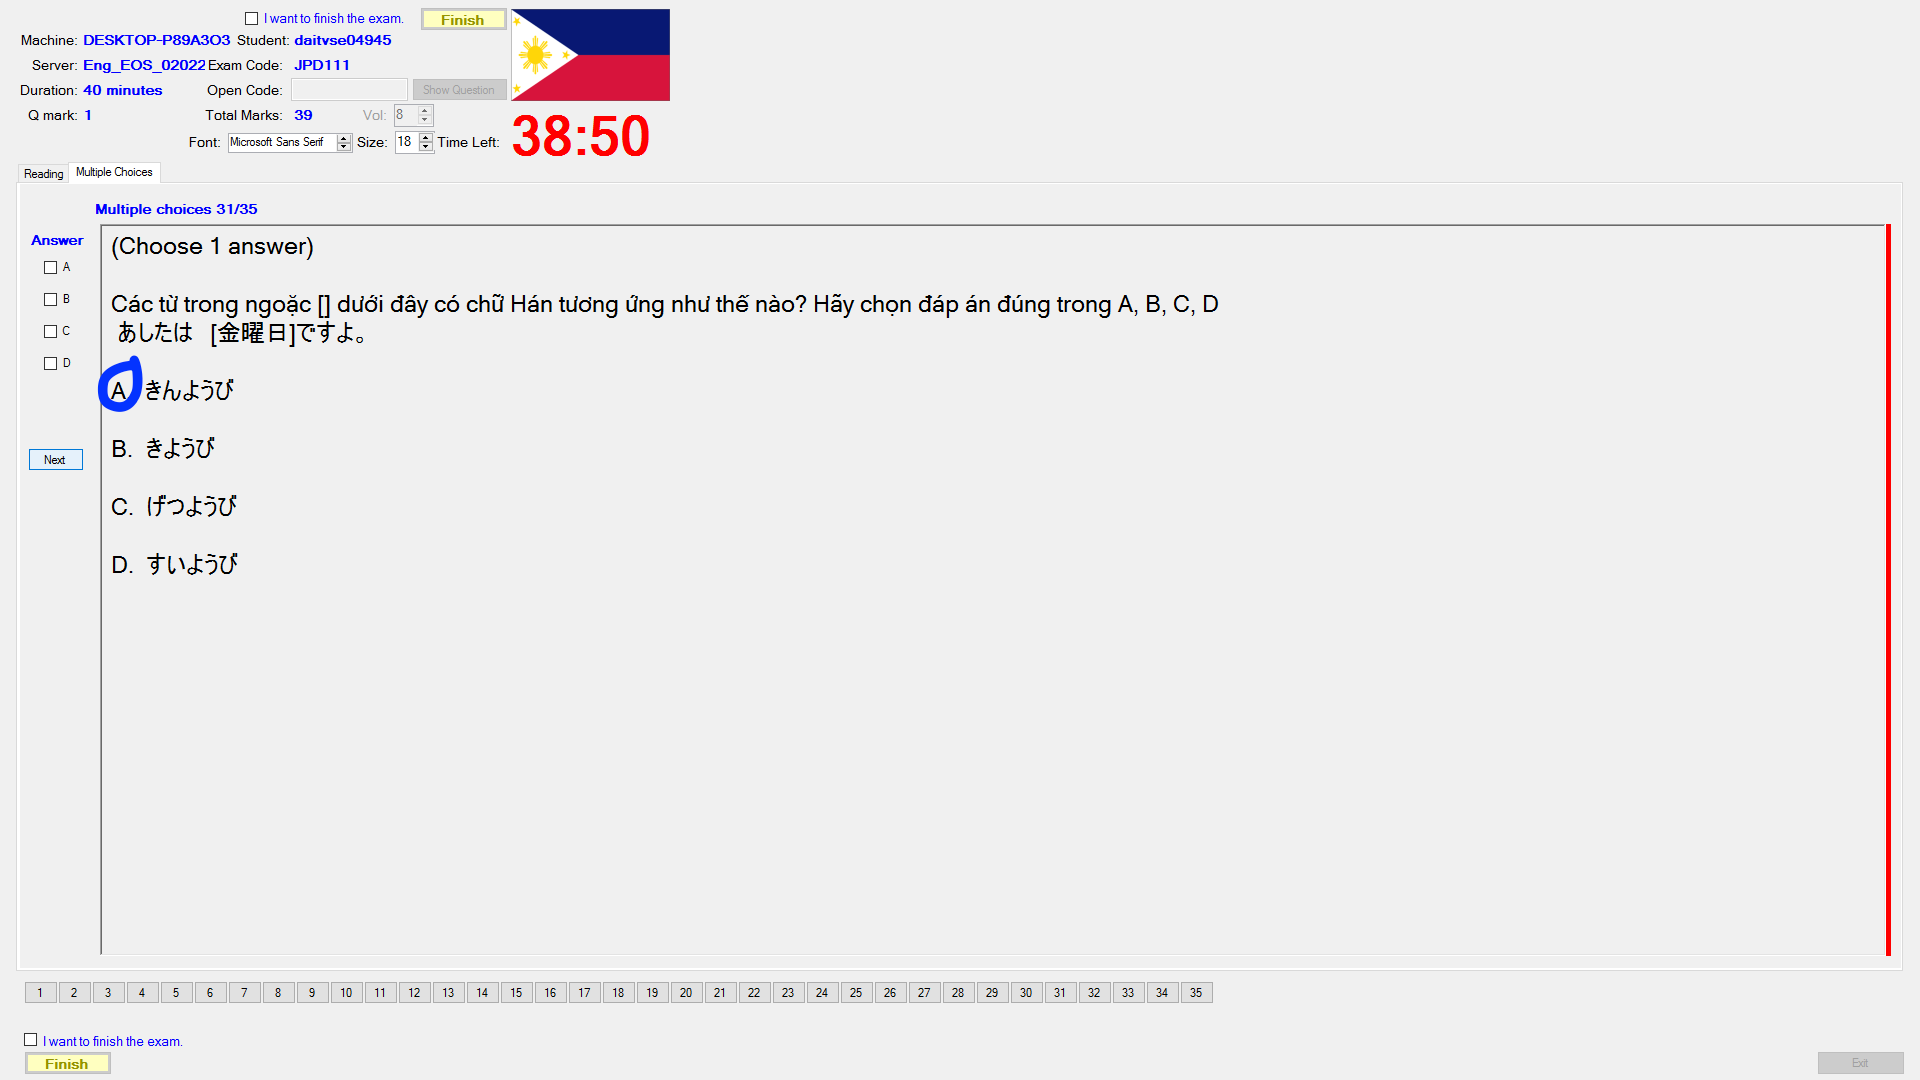 I want to finish the exam.
Finish
Machine: DESKTOP-P89A3O3 Student: daitvse04945
Server: Eng_EOS_02022 Exam Code: JPD111
Duration: 40 minutes Open Code: Show Question
Q mark: 1 Total Marks: 39 Vol: 8
Font: Microsoft Sans Serif Size: 18 Time Left: 38:50
Reading Multiple Choices
Multiple choices 31/35
Answer
A
B
C
D
Next
(Choose 1 answer)
Các từ trong ngoặc [] dưới đây có chữ Hán tương ứng như thế nào? Hãy chọn đáp án đúng trong A, B, C, D
あしたは [金曜日]ですよ。
A きんようび
B. きようび
C. げつようび
D. すいようび
1 2 3 4 5 6 7 8 9 10 11 12 13 14 15 16 17 18 19 20 21 22 23 24 25 26 27 28 29 30 31 32 33 34 35
I want to finish the exam.
Finish
Exit